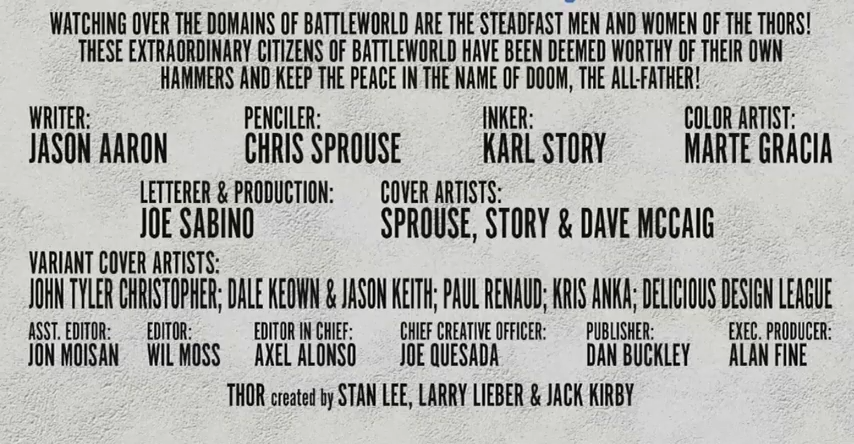 WATCHING OVER THE DOMAINS OF BATTLEWORLD ARE THE STEADFAST MEN AND WOMEN OF THE THORS!
THESE EXTRAORDINARY CITIZENS OF BATTLEWORLD HAVE BEEN DEEMED WORTHY OF THEIR OWN
HAMMERS AND KEEP THE PEACE IN THE NAME OF DOOM, THE ALL-FATHER!
WRITER: PENCILER: INKER: COLOR ARTIST:
JASON AARON CHRIS SPROUSE KARL STORY MARTE GRACIA
LETTERER & PRODUCTION: COVER ARTISTS:
JOE SABINO SPROUSE, STORY & DAVE MCCAIG
VARIANT COVER ARTISTS:
JOHN TYLER CHRISTOPHER; DALE KEOWN & JASON KEITH; PAUL RENAUD; KRIS ANKA; DELICIOUS DESIGN LEAGUE
ASST. EDITOR: EDITOR: EDITOR IN CHIEF: CHIEF CREATIVE OFFICER: PUBLISHER: EXEC. PRODUCER:
JON MOISAN WIL MOSS AXEL ALONSO JOE QUESADA DAN BUCKLEY ALAN FINE
THOR created by STAN LEE, LARRY LIEBER & JACK KIRBY